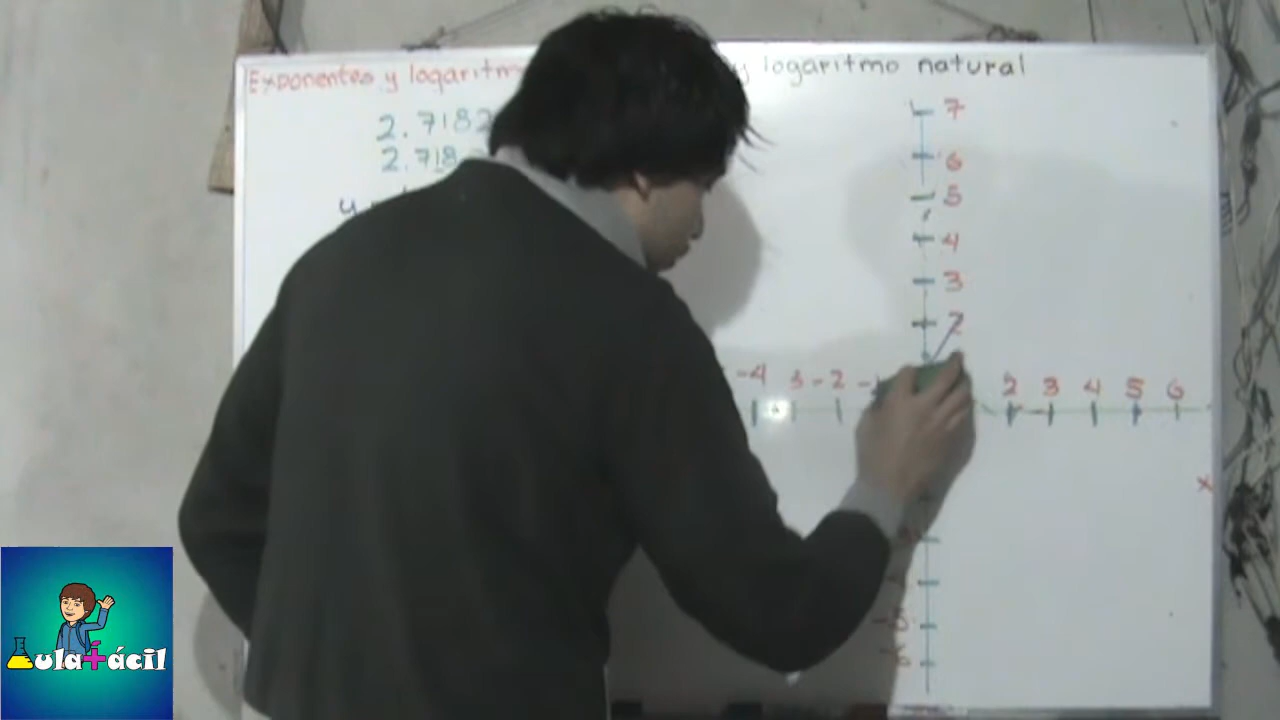 Exponentes y logaritm y logaritmo natural
2.7182
2.718
y
7
6
5
4
3
2
-4 3 -2 -1 2 3 4 5 6
x
Aula+ácil